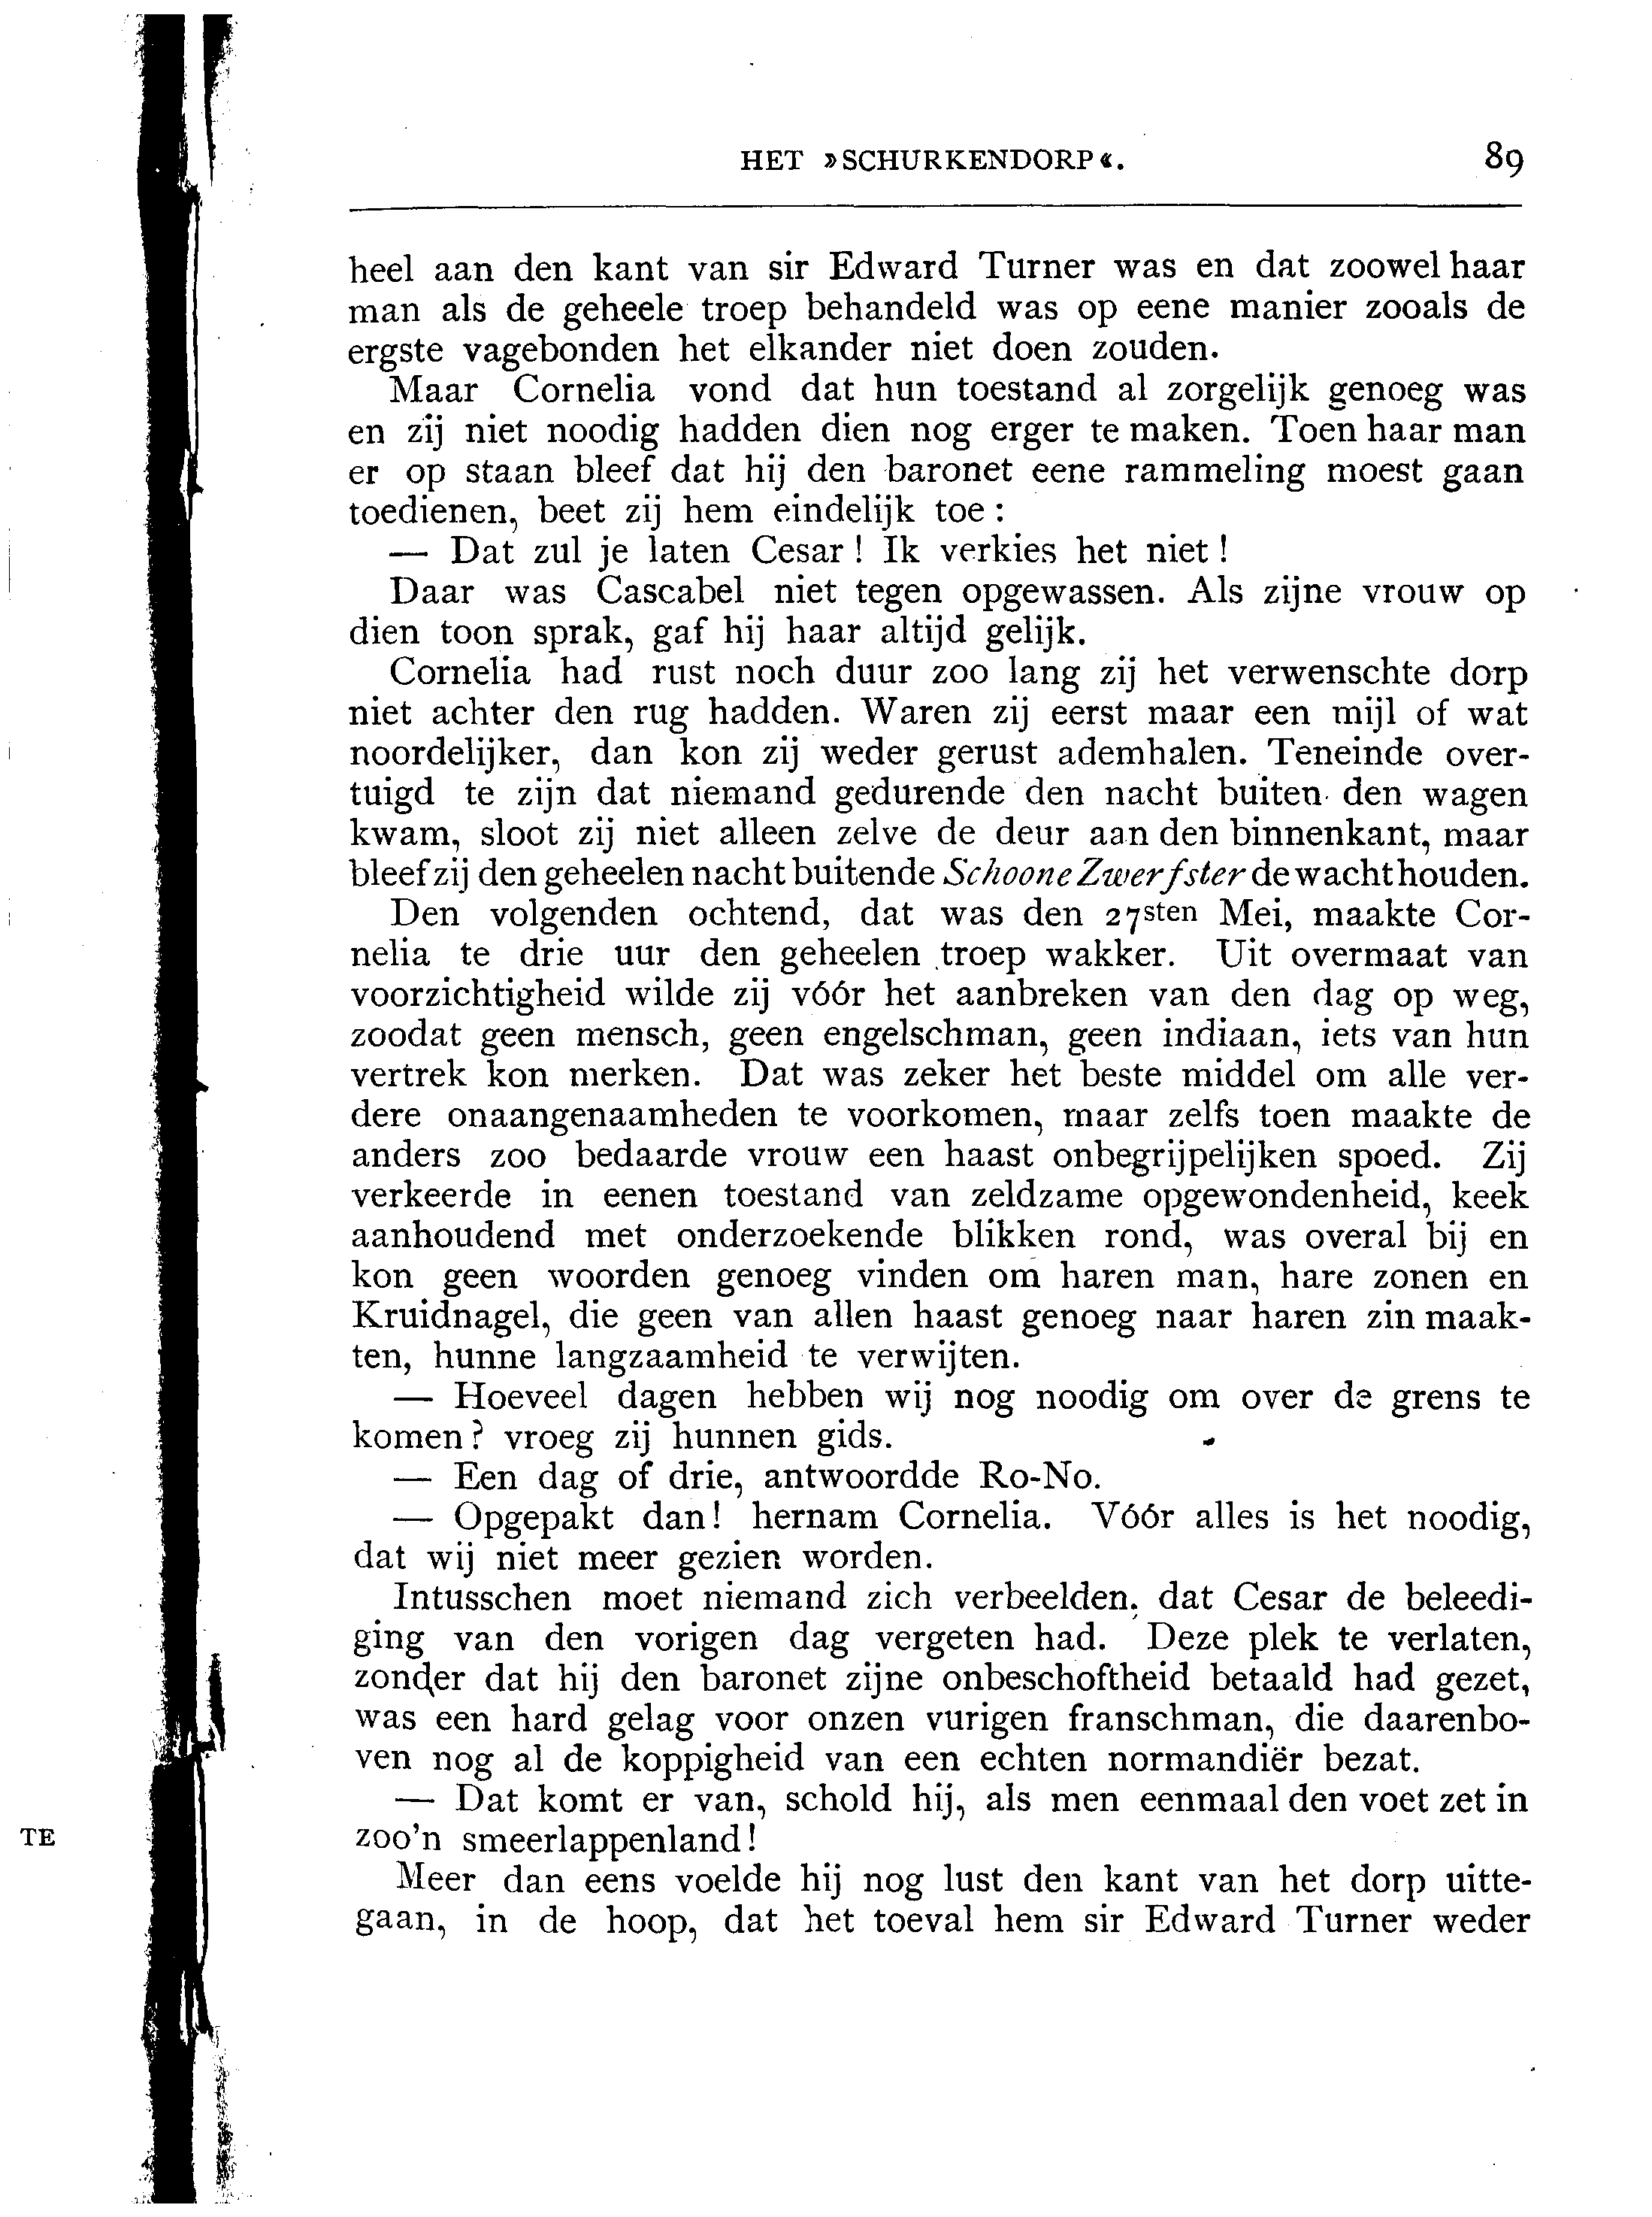 HET »SCHURKENDORP«. 89
heel aan den kant van sir Edward Turner was en dat zoowel haar
man als de geheele troep behandeld was op eene manier zooals de
ergste vagebonden het elkander niet doen zouden.
Maar Cornelia vond dat hun toestand al zorgelijk genoeg was
en zij niet noodig hadden dien nog erger te maken. Toen haar man
er op staan bleef dat hij den baronet eene rammeling moest gaan
toedienen, beet zij hem eindelijk toe:
— Dat zul je laten Cesar! Ik verkies het niet!
Daar was Cascabel niet tegen opgewassen. Als zijne vrouw op
dien toon sprak, gaf hij haar altijd gelijk.
Cornelia had rust noch duur zoo lang zij het verwenschte dorp
niet achter den rug hadden. Waren zij eerst maar een mijl of wat
noordelijker, dan kon zij weder gerust ademhalen. Teneinde over-
tuigd te zijn dat niemand gedurende den nacht buiten den wagen
kwam, sloot zij niet alleen zelve de deur aan den binnenkant, maar
bleef zij den geheelen nacht buiten de Schoone Zwerfster de wacht houden.
Den volgenden ochtend, dat was den 27sten Mei, maakte Cor-
nelia te drie uur den geheelen troep wakker. Uit overmaat van
voorzichtigheid wilde zij vóór het aanbreken van den dag op weg,
zoodat geen mensch, geen engelschman, geen indiaan, iets van hun
vertrek kon merken. Dat was zeker het beste middel om alle ver-
dere onaangenaamheden te voorkomen, maar zelfs toen maakte de
anders zoo bedaarde vrouw een haast onbegrijpelijken spoed. Zij
verkeerde in eenen toestand van zeldzame opgewondenheid, keek
aanhoudend met onderzoekende blikken rond, was overal bij en
kon geen woorden genoeg vinden om haren man, hare zonen en
Kruidnagel, die geen van allen haast genoeg naar haren zin maak-
ten, hunne langzaamheid te verwijten.
— Hoeveel dagen hebben wij nog noodig om over de grens te
komen? vroeg zij hunnen gids.
— Een dag of drie, antwoordde Ro-No.
— Opgepakt dan! hernam Cornelia. Vóór alles is het noodig,
dat wij niet meer gezien worden.
Intusschen moet niemand zich verbeelden, dat Cesar de beleedi-
ging van den vorigen dag vergeten had. Deze plek te verlaten,
zonder dat hij den baronet zijne onbeschoftheid betaald had gezet,
was een hard gelag voor onzen vurigen franschman, die daarenbo-
ven nog al de koppigheid van een echten normandiër bezat.
— Dat komt er van, schold hij, als men eenmaal den voet zet in
zoo'n smeerlappenland!
TE
Meer dan eens voelde hij nog lust den kant van het dorp uitte-
gaan, in de hoop, dat het toeval hem sir Edward Turner weder